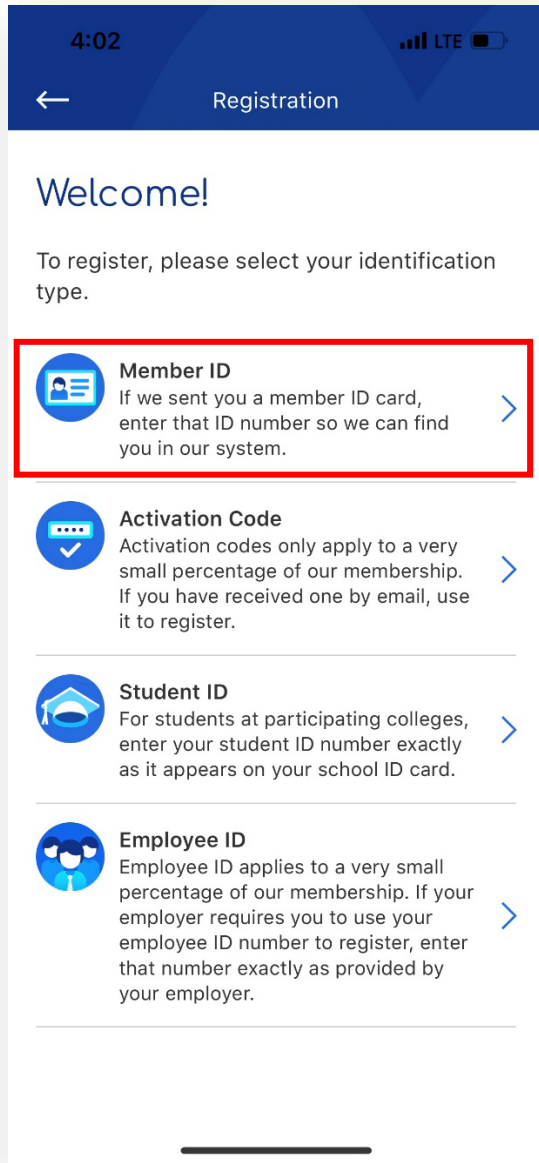 4:02 LTE
Registration
Welcome!
To register, please select your identification
type.
Member ID
If we sent you a member ID card,
enter that ID number so we can find
you in our system.
Activation Code
Activation codes only apply to a very
small percentage of our membership.
If you have received one by email, use
it to register.
Student ID
For students at participating colleges,
enter your student ID number exactly
as it appears on your school ID card.
Employee ID
Employee ID applies to a very small
percentage of our membership. If your
employer requires you to use your
employee ID number to register, enter
that number exactly as provided by
your employer.